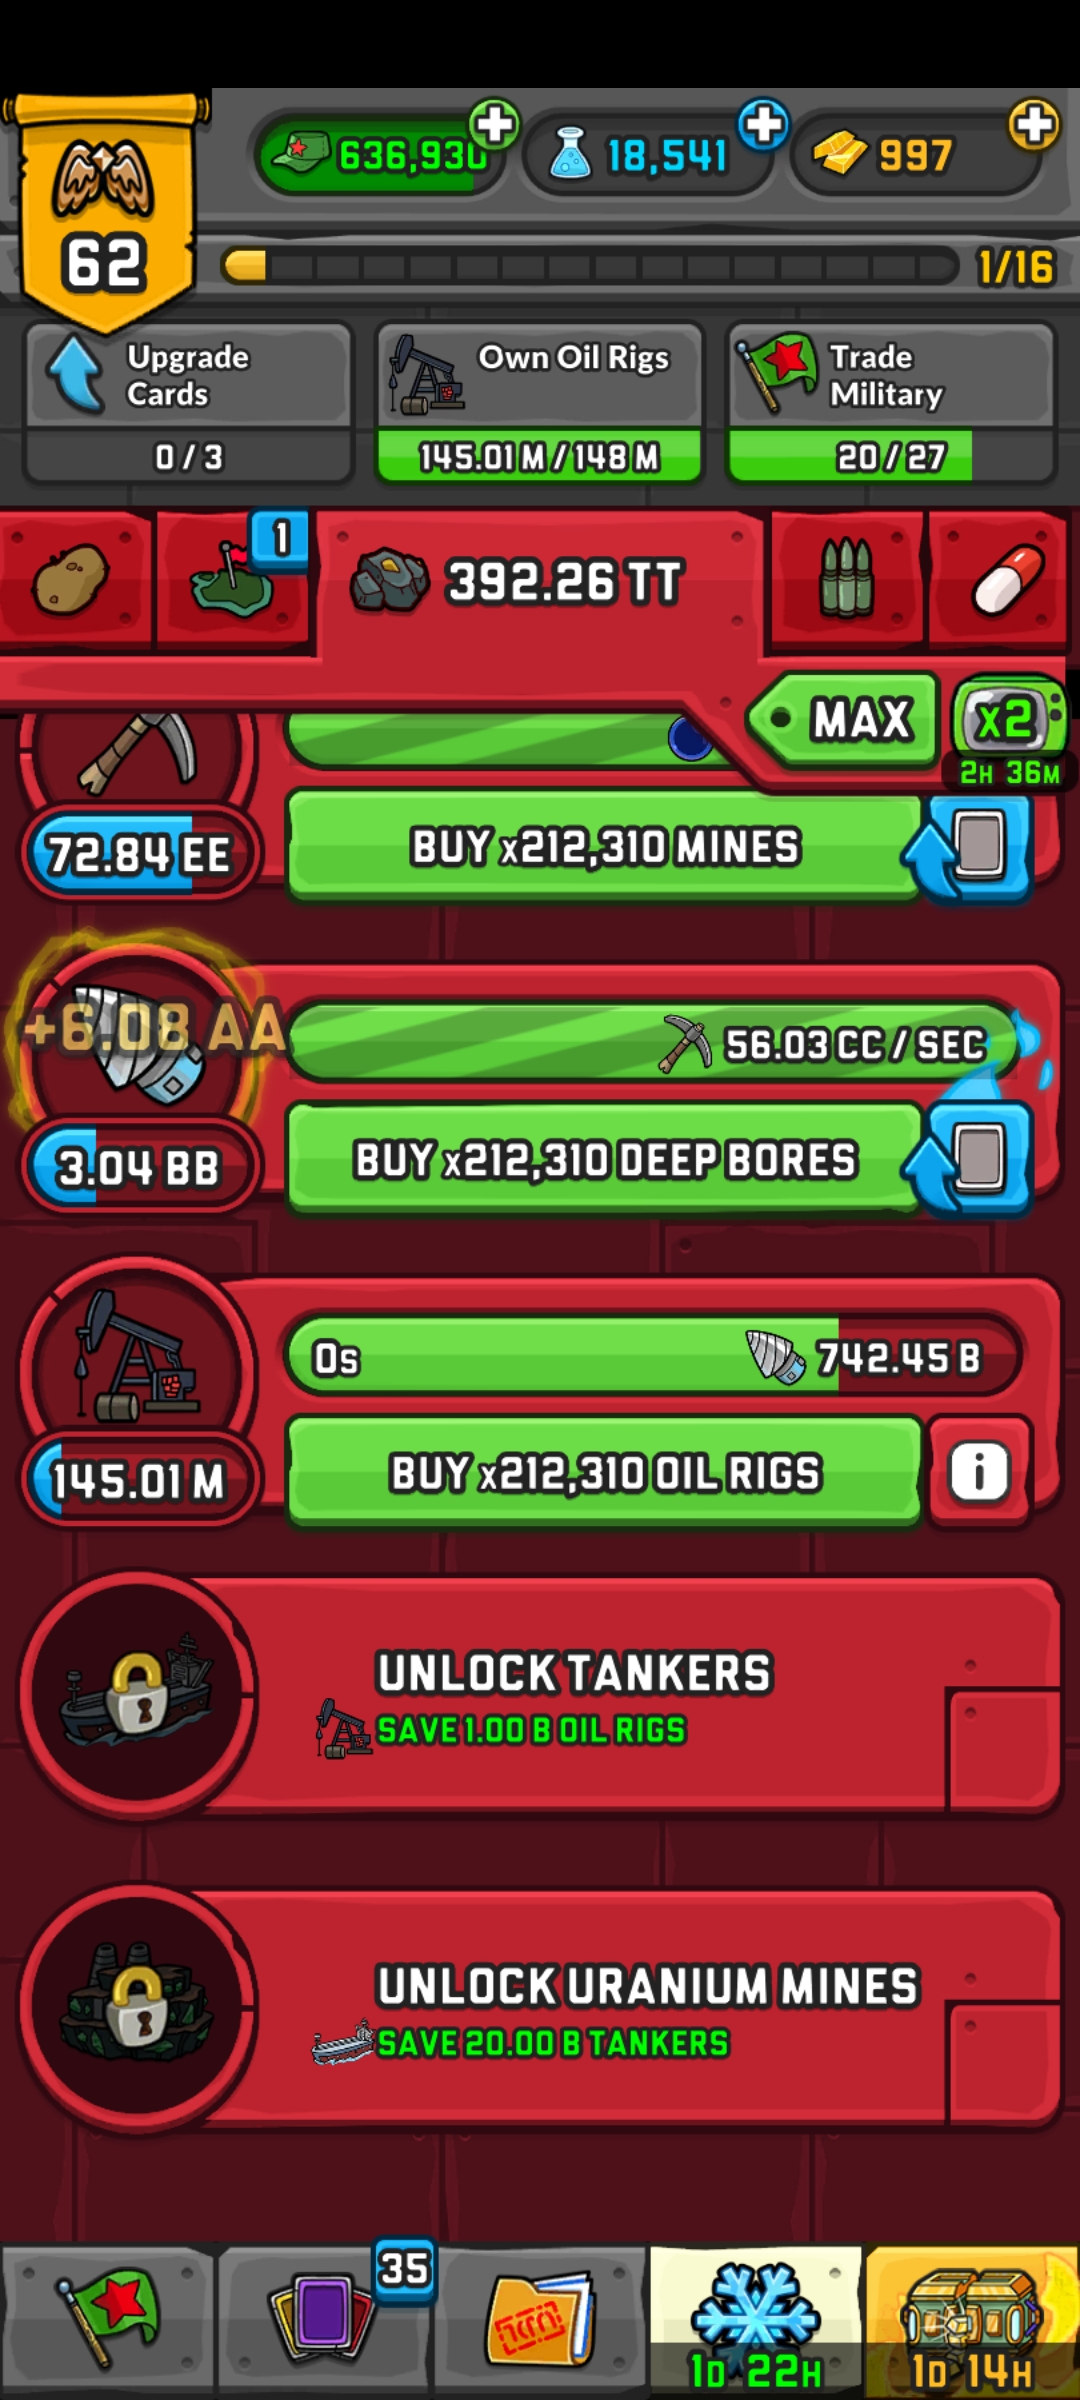 636,930
18,541
997
62
1/16
Upgrade
Cards
0 / 3
Own Oil Rigs
145.01 M / 148 M
Trade
Military
20 / 27
1
392.26 TT
MAX
x2
2H 36M
72.84 EE
BUY x212,310 MINES
+6.08 AA
56.03 CC / SEC
3.04 BB
BUY x212,310 DEEP BORES
0s
742.45 B
145.01 M
BUY x212,310 OIL RIGS
i
UNLOCK TANKERS
SAVE 1.00 B OIL RIGS
UNLOCK URANIUM MINES
SAVE 20.00 B TANKERS
35
1D 22H
1D 14H